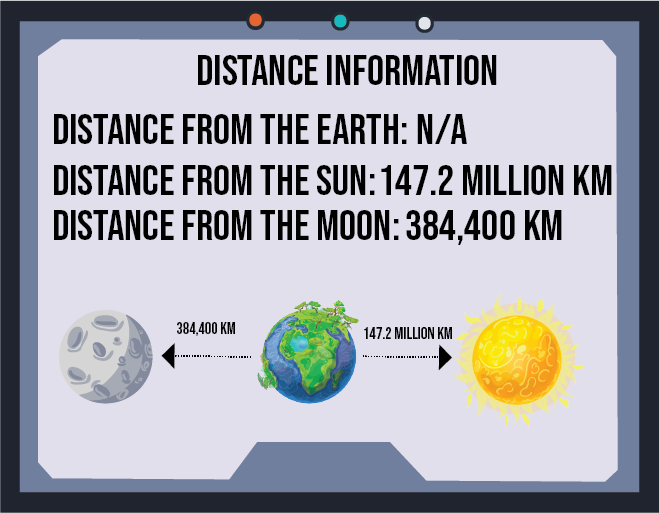 DISTANCE INFORMATION
DISTANCE FROM THE EARTH: N/A
DISTANCE FROM THE SUN: 147.2 MILLION KM
DISTANCE FROM THE MOON: 384,400 KM
384,400 KM
147.2 MILLION KM